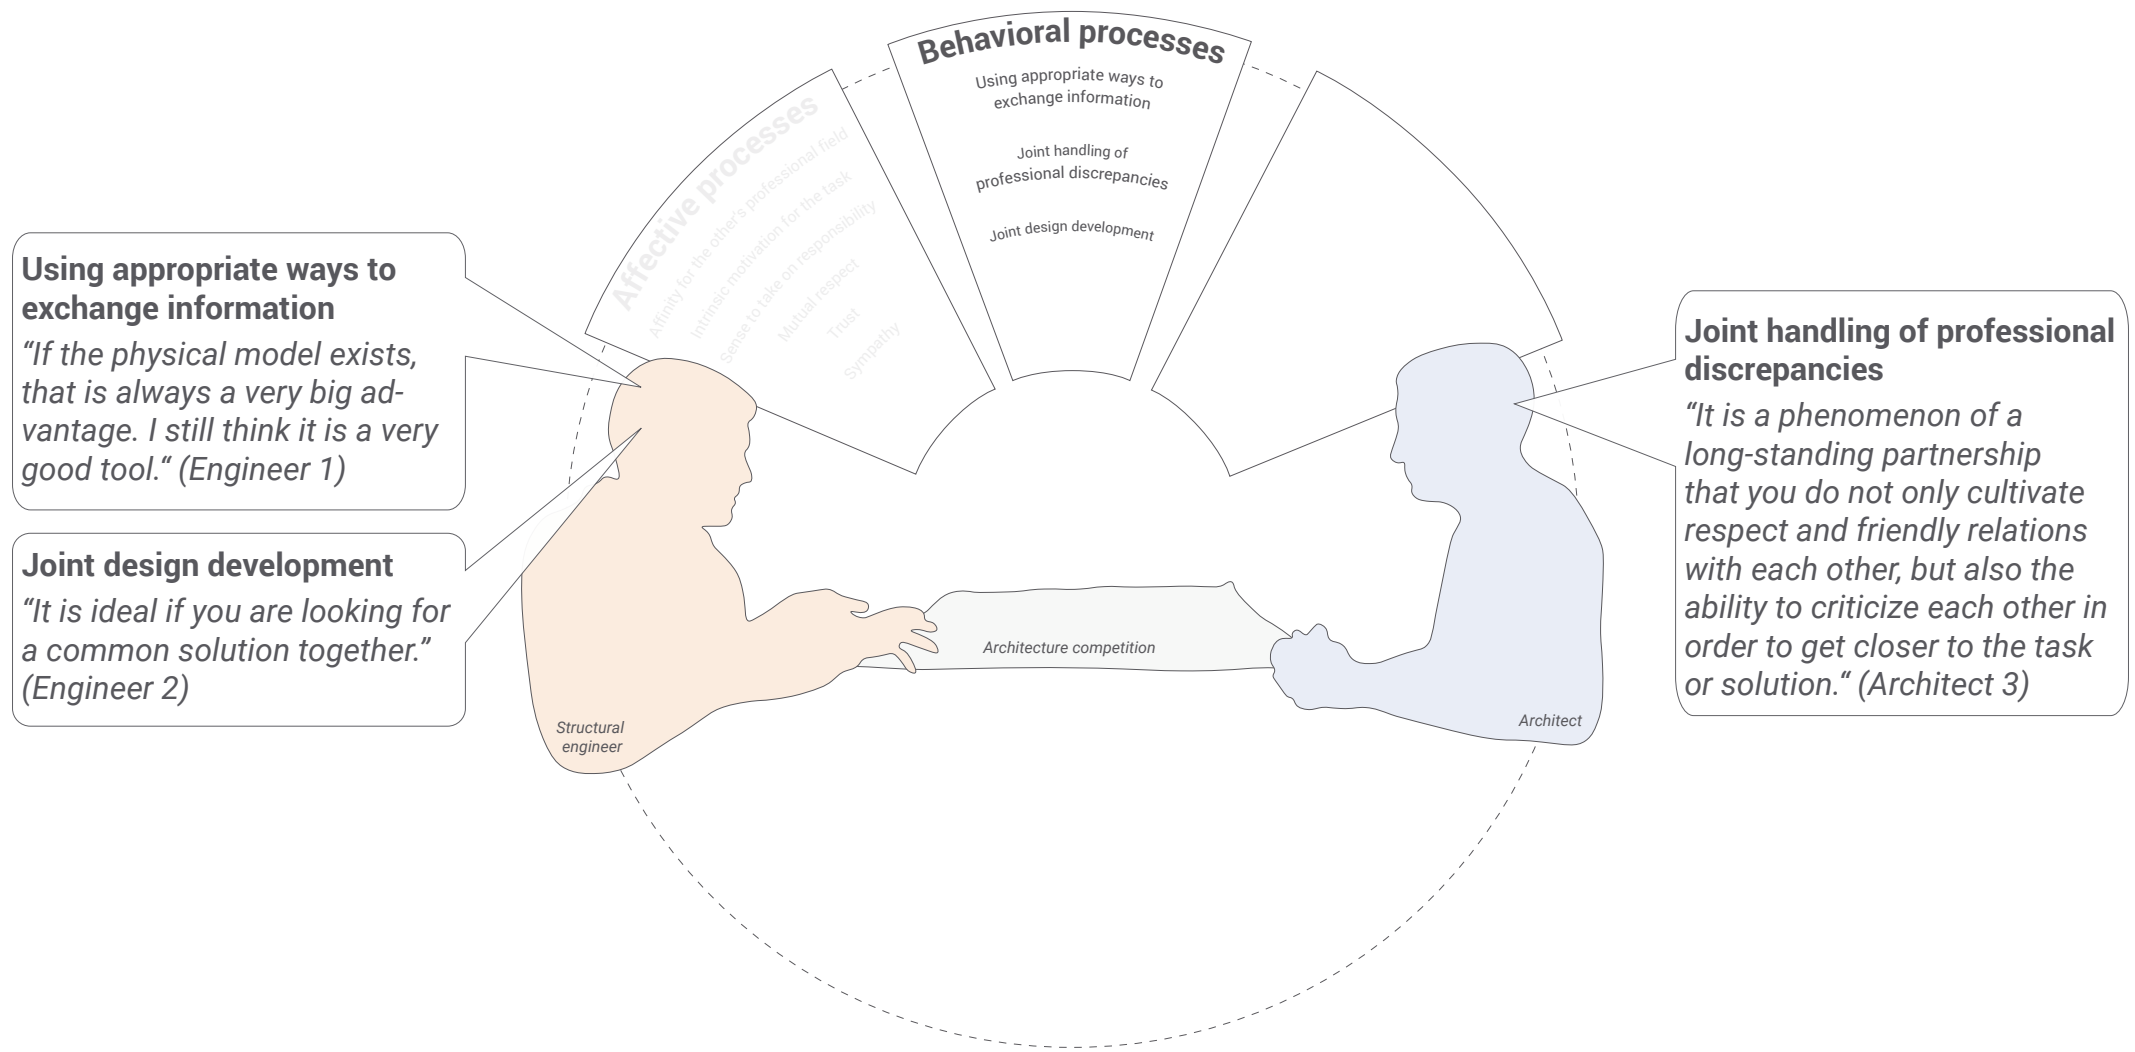 Behavioral processes
Using appropriate ways to
exchange information
Joint handling of
professional discrepancies
Joint design development
Affective processes
Affinity for the other's professional field
Intrinsic motivation for the task
Sense to take on responsibility
Mutual respect
Trust
Sympathy
Using appropriate ways to
exchange information
“If the physical model exists,
that is always a very big ad-
vantage. I still think it is a very
good tool.“ (Engineer 1)
Joint design development
“It is ideal if you are looking for
a common solution together.”
(Engineer 2)
Joint handling of professional
discrepancies
“It is a phenomenon of a
long-standing partnership
that you do not only cultivate
respect and friendly relations
with each other, but also the
ability to criticize each other in
order to get closer to the task
or solution.“ (Architect 3)
Architecture competition
Structural
engineer
Architect